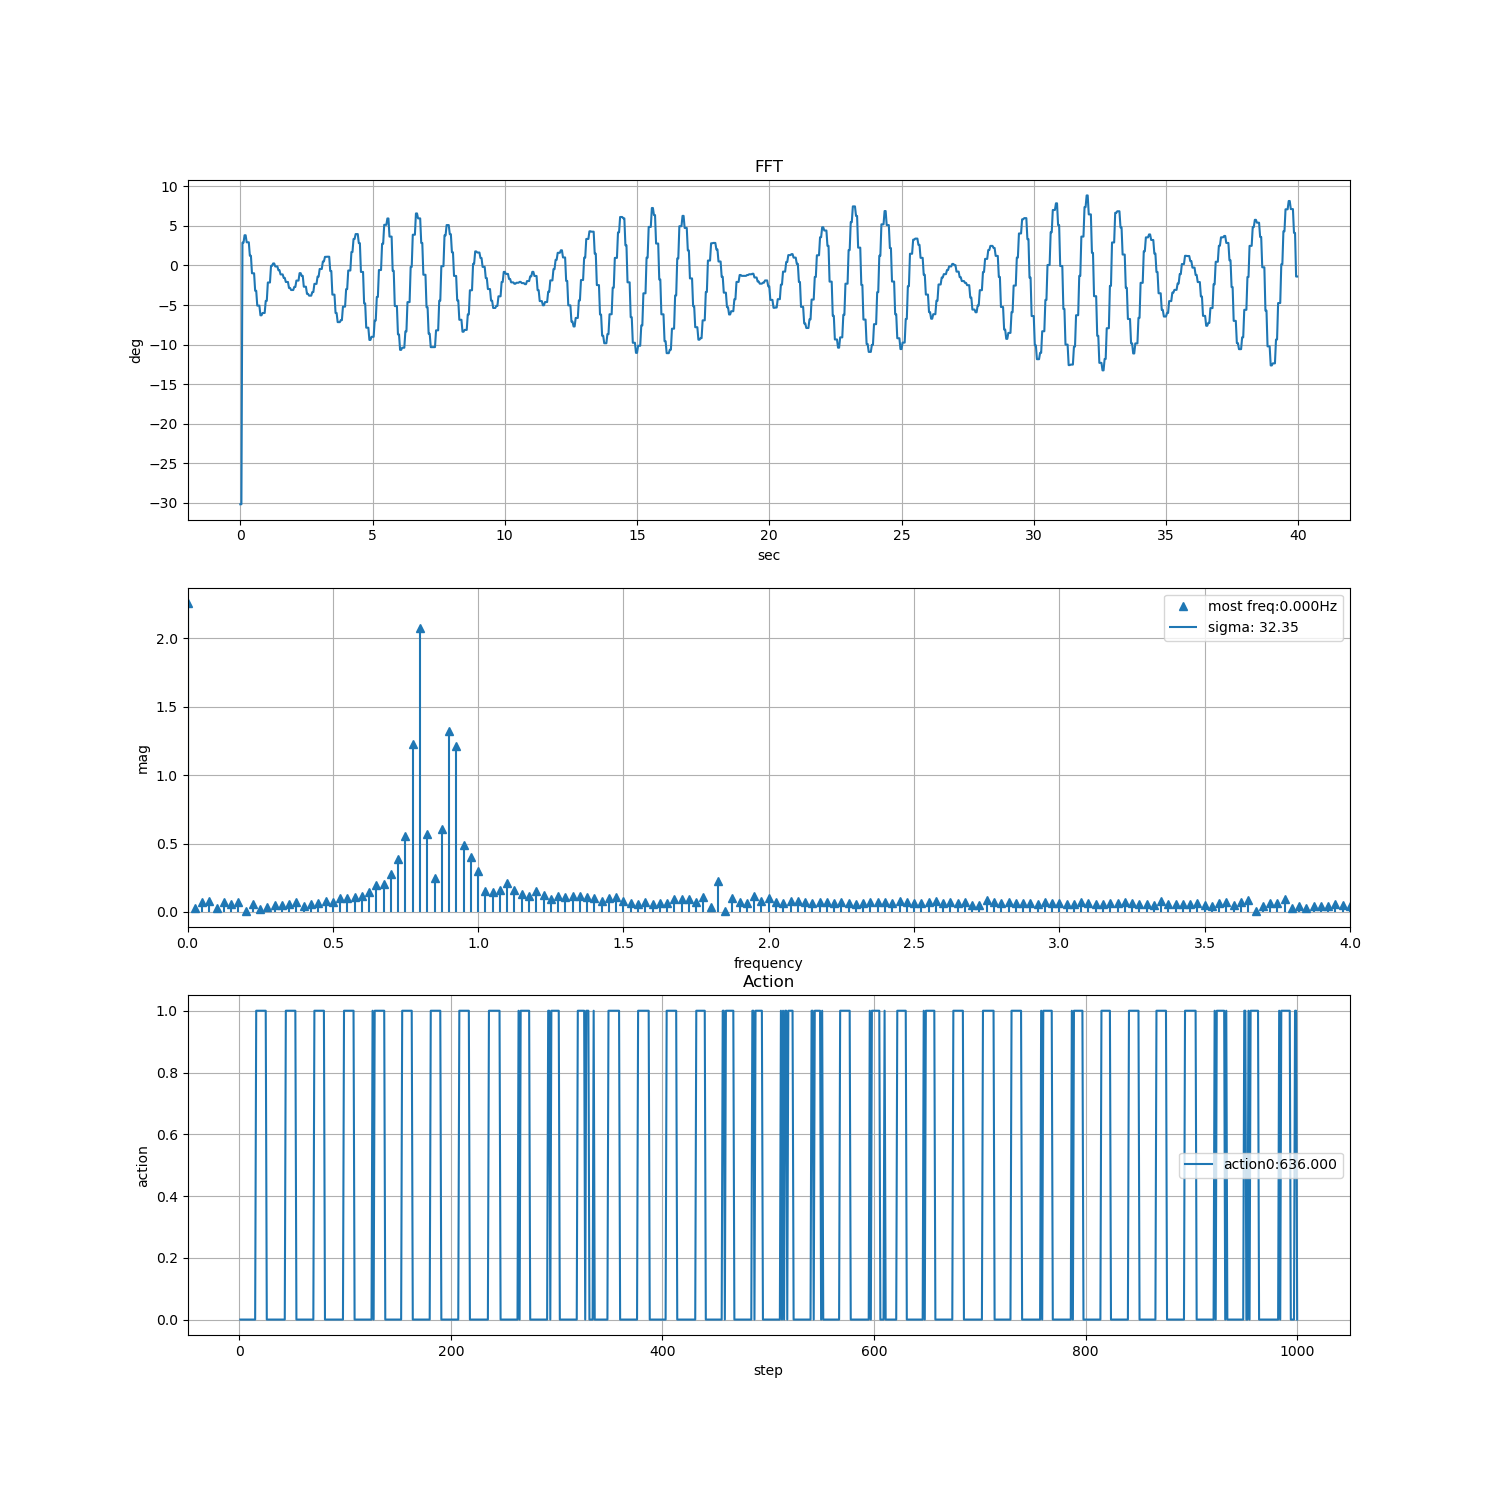 FFT
10
5
0
−5
−10
−15
−20
−25
−30
deg
0 5 10 15 20 25 30 35 40
sec
most freq:0.000Hz
sigma: 32.35
2.0
1.5
1.0
0.5
0.0
mag
0.0 0.5 1.0 1.5 2.0 2.5 3.0 3.5 4.0
frequency
Action
1.0
0.8
0.6
0.4
0.2
0.0
action
action0:636.000
0 200 400 600 800 1000
step